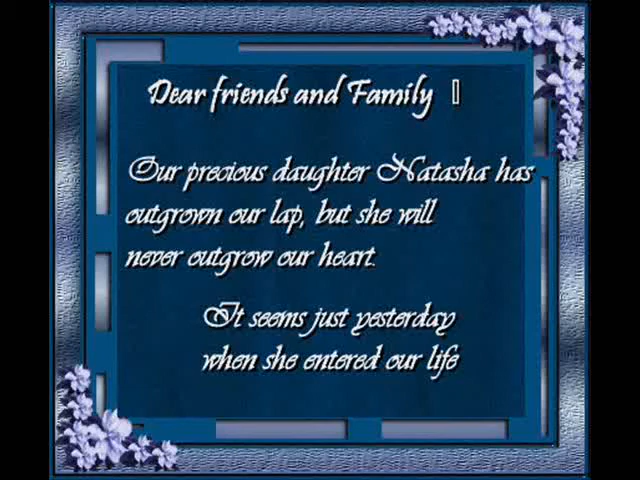 Dear friends and Family
Our precious daughter Natasha has
outgrown our lap, but she will
never outgrow our heart.
It seems just yesterday
when she entered our life